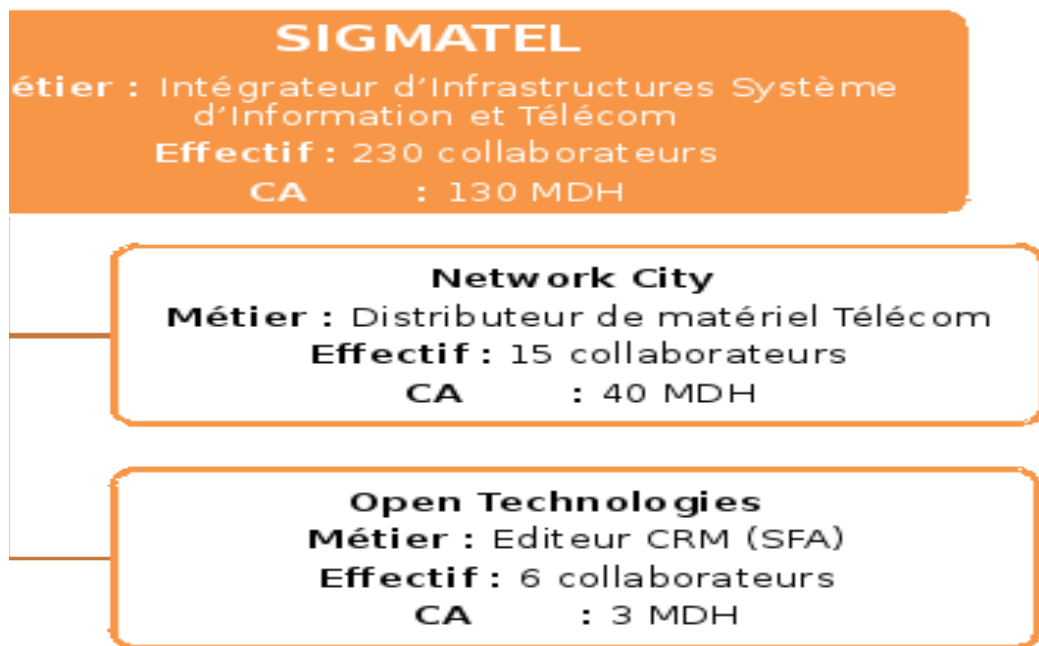 SIGMATEL
étier : Intégrateur d’Infrastructures Système
d’Information et Télécom
Effectif : 230 collaborateurs
CA : 130 MDH
Network City
Métier : Distributeur de matériel Télécom
Effectif : 15 collaborateurs
CA : 40 MDH
Open Technologies
Métier : Editeur CRM (SFA)
Effectif : 6 collaborateurs
CA : 3 MDH